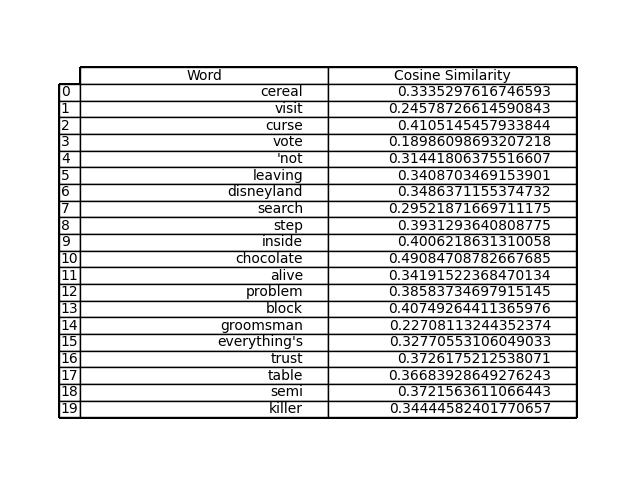 Word Cosine Similarity
0 cereal 0.3335297616746593
1 visit 0.24578726614590843
2 curse 0.4105145457933844
3 vote 0.18986098693207218
4 'not 0.31441806375516607
5 leaving 0.3408703469153901
6 disneyland 0.3486371155374732
7 search 0.29521871669711175
8 step 0.3931293640808775
9 inside 0.4006218631310058
10 chocolate 0.49084708782667685
11 alive 0.34191522368470134
12 problem 0.38583734697915145
13 block 0.40749264411365976
14 groomsman 0.22708113244352374
15 everything's 0.32770553106049033
16 trust 0.3726175212538071
17 table 0.36683928649276243
18 semi 0.3721563611066443
19 killer 0.34444582401770657